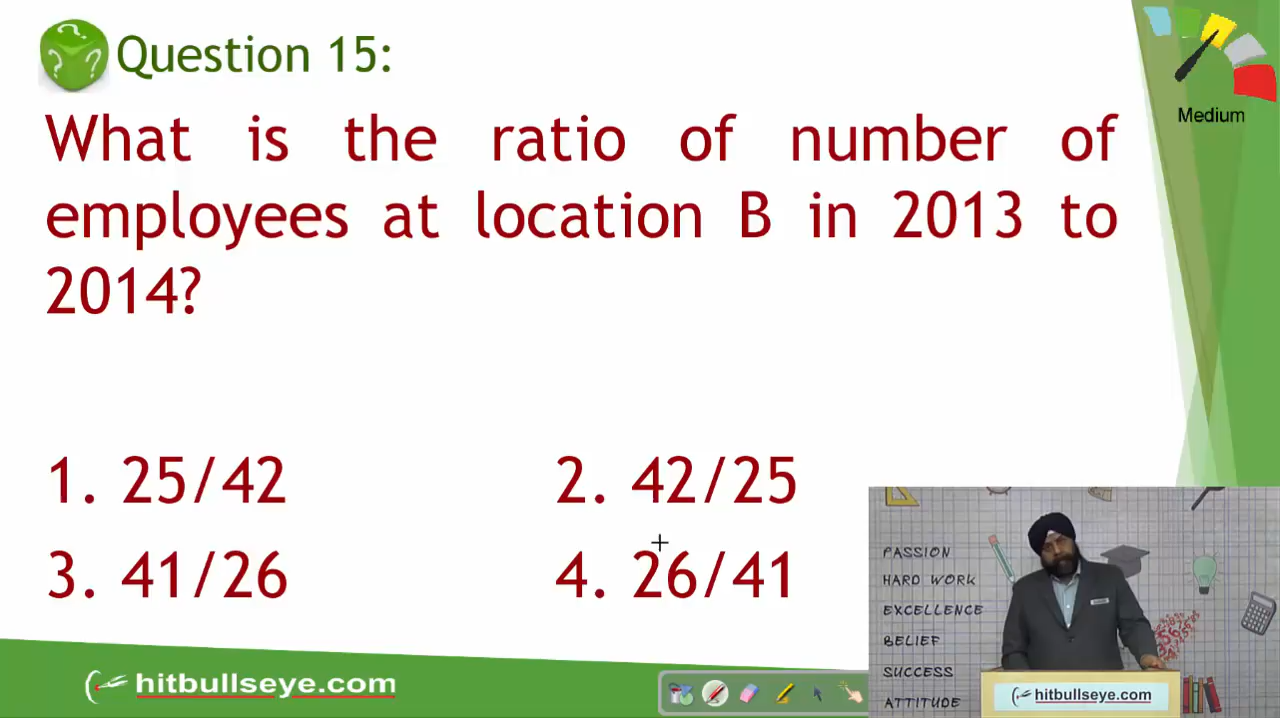 Question 15:
Medium
What is the ratio of number of
employees at location B in 2013 to
2014?
1. 25/42
2. 42/25
3. 41/26
4. 26/41
PASSION
HARD WORK
EXCELLENCE
BELIEF
SUCCESS
ATTITUDE
hitbullseye.com
hitbullseye.com